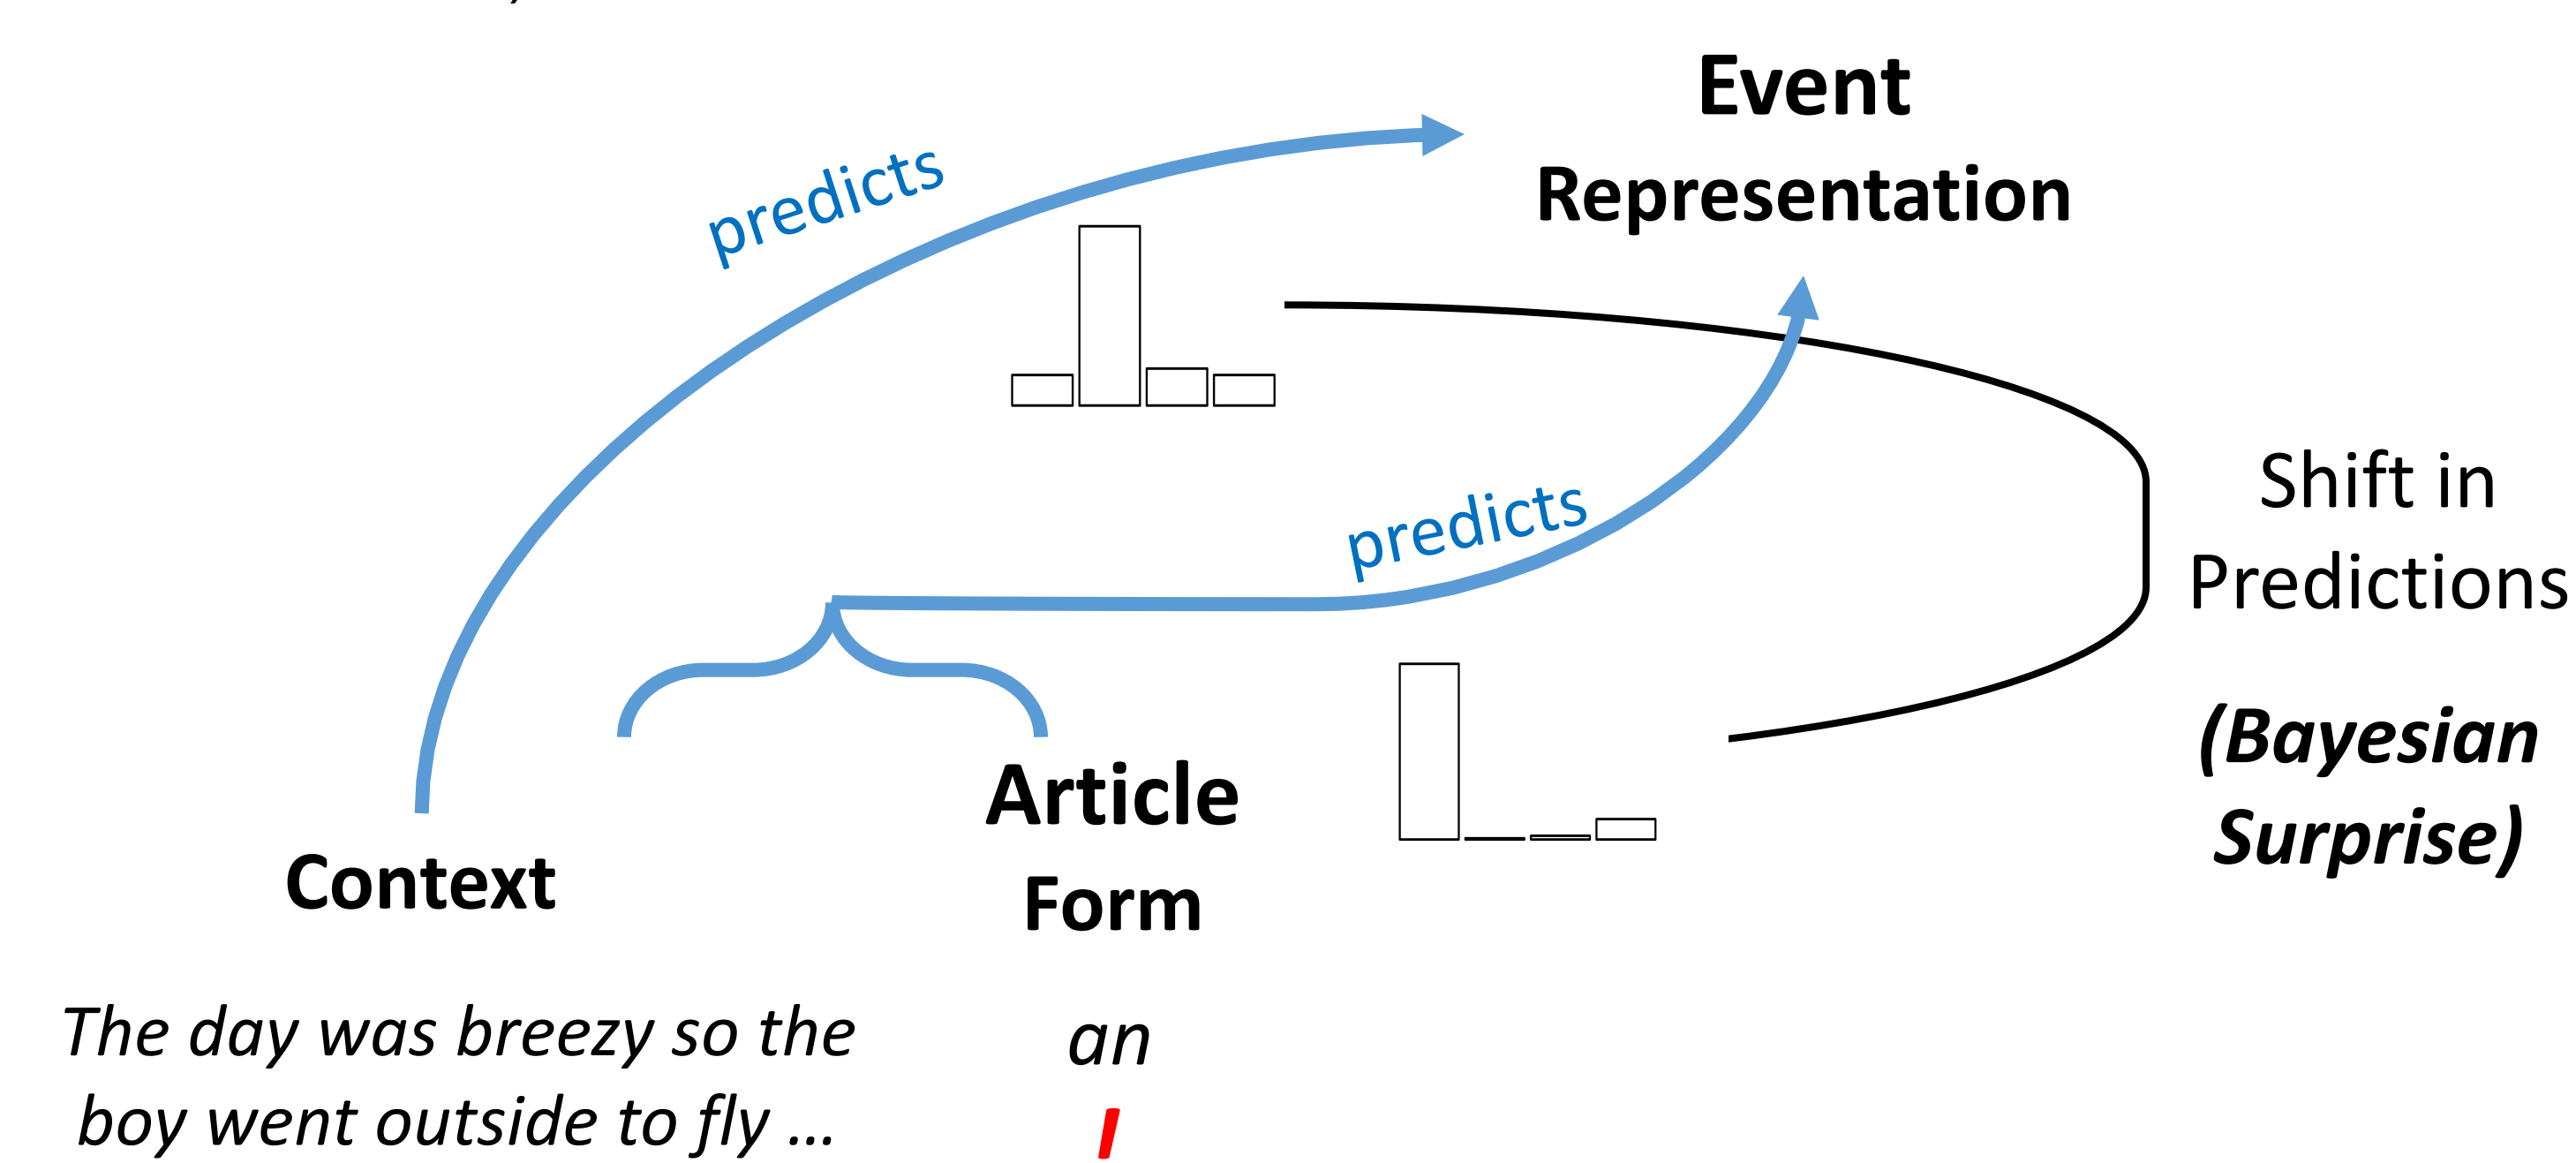 Event
Representation
predicts
predicts
Shift in
Predictions
(Bayesian
Surprise)
Article
Form
Context
The day was breezy so the
boy went outside to fly ...
an